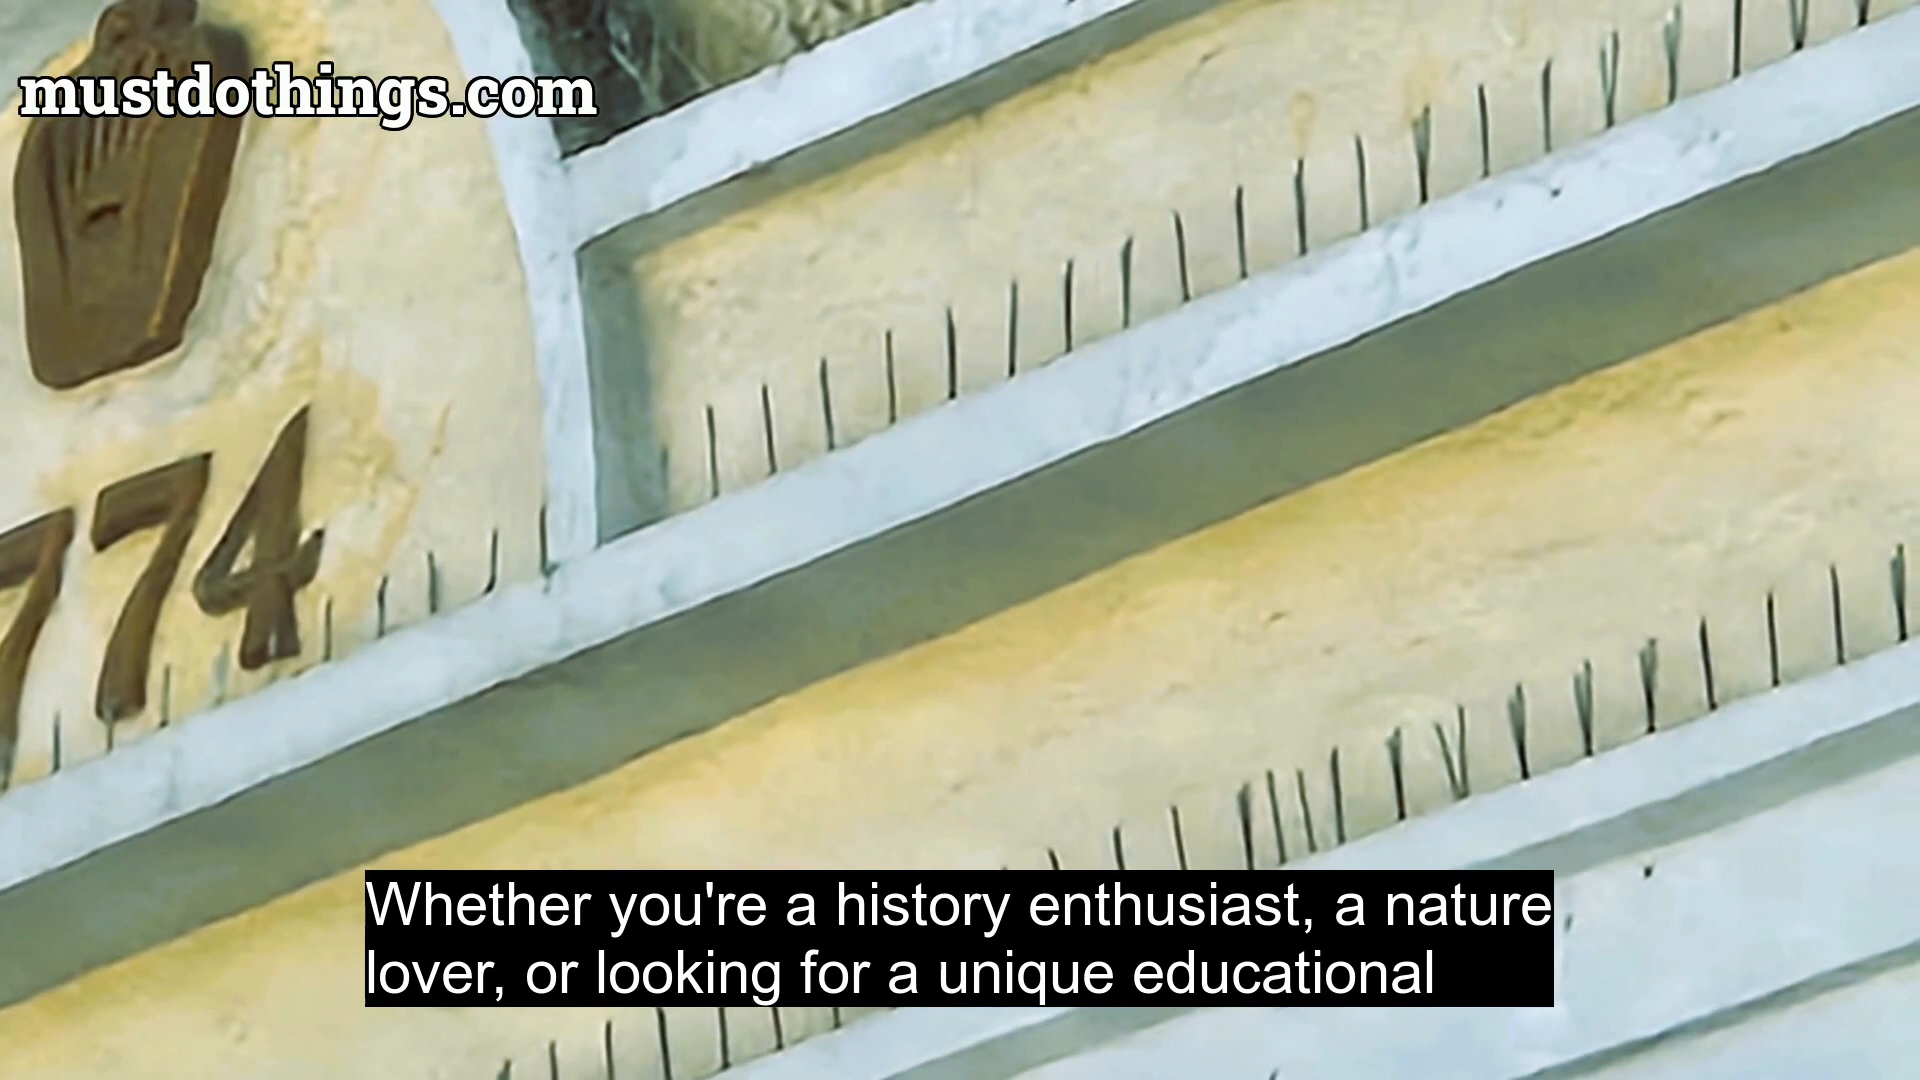 mustdothings.com
774
Whether you're a history enthusiast, a nature
lover, or looking for a unique educational